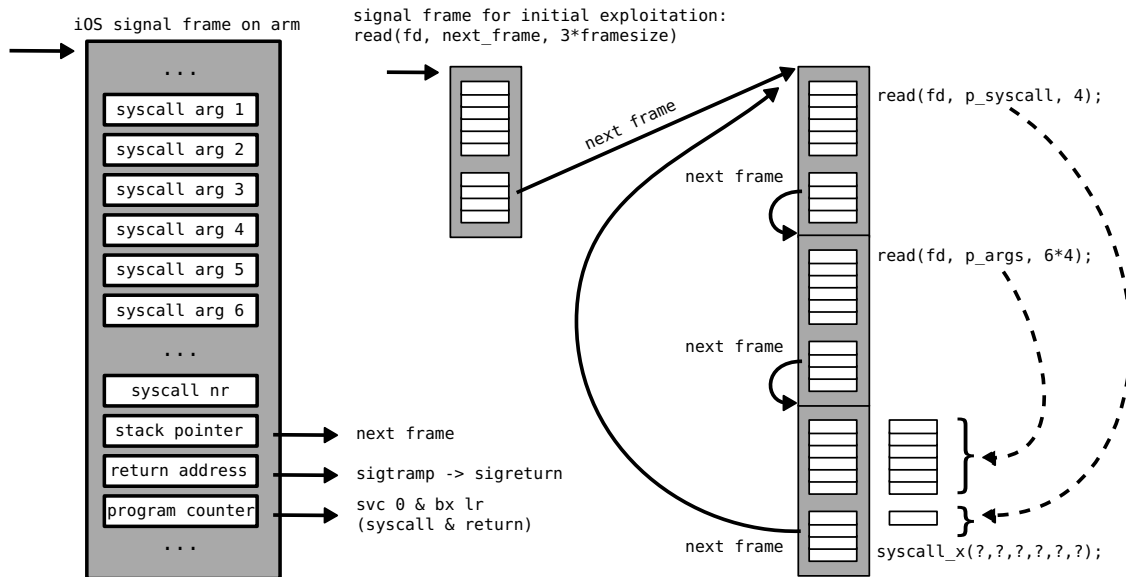 iOS signal frame on arm
...
syscall arg 1
syscall arg 2
syscall arg 3
syscall arg 4
syscall arg 5
syscall arg 6
...
syscall nr
stack pointer
return address
program counter
...
next frame
sigtramp -> sigreturn
svc 0 & bx lr
(syscall & return)
signal frame for initial exploitation:
read(fd, next_frame, 3*framesize)
next frame
read(fd, p_syscall, 4);
next frame
read(fd, p_args, 6*4);
next frame
}
}
next frame
syscall_x(?,?,?,?,?,?);